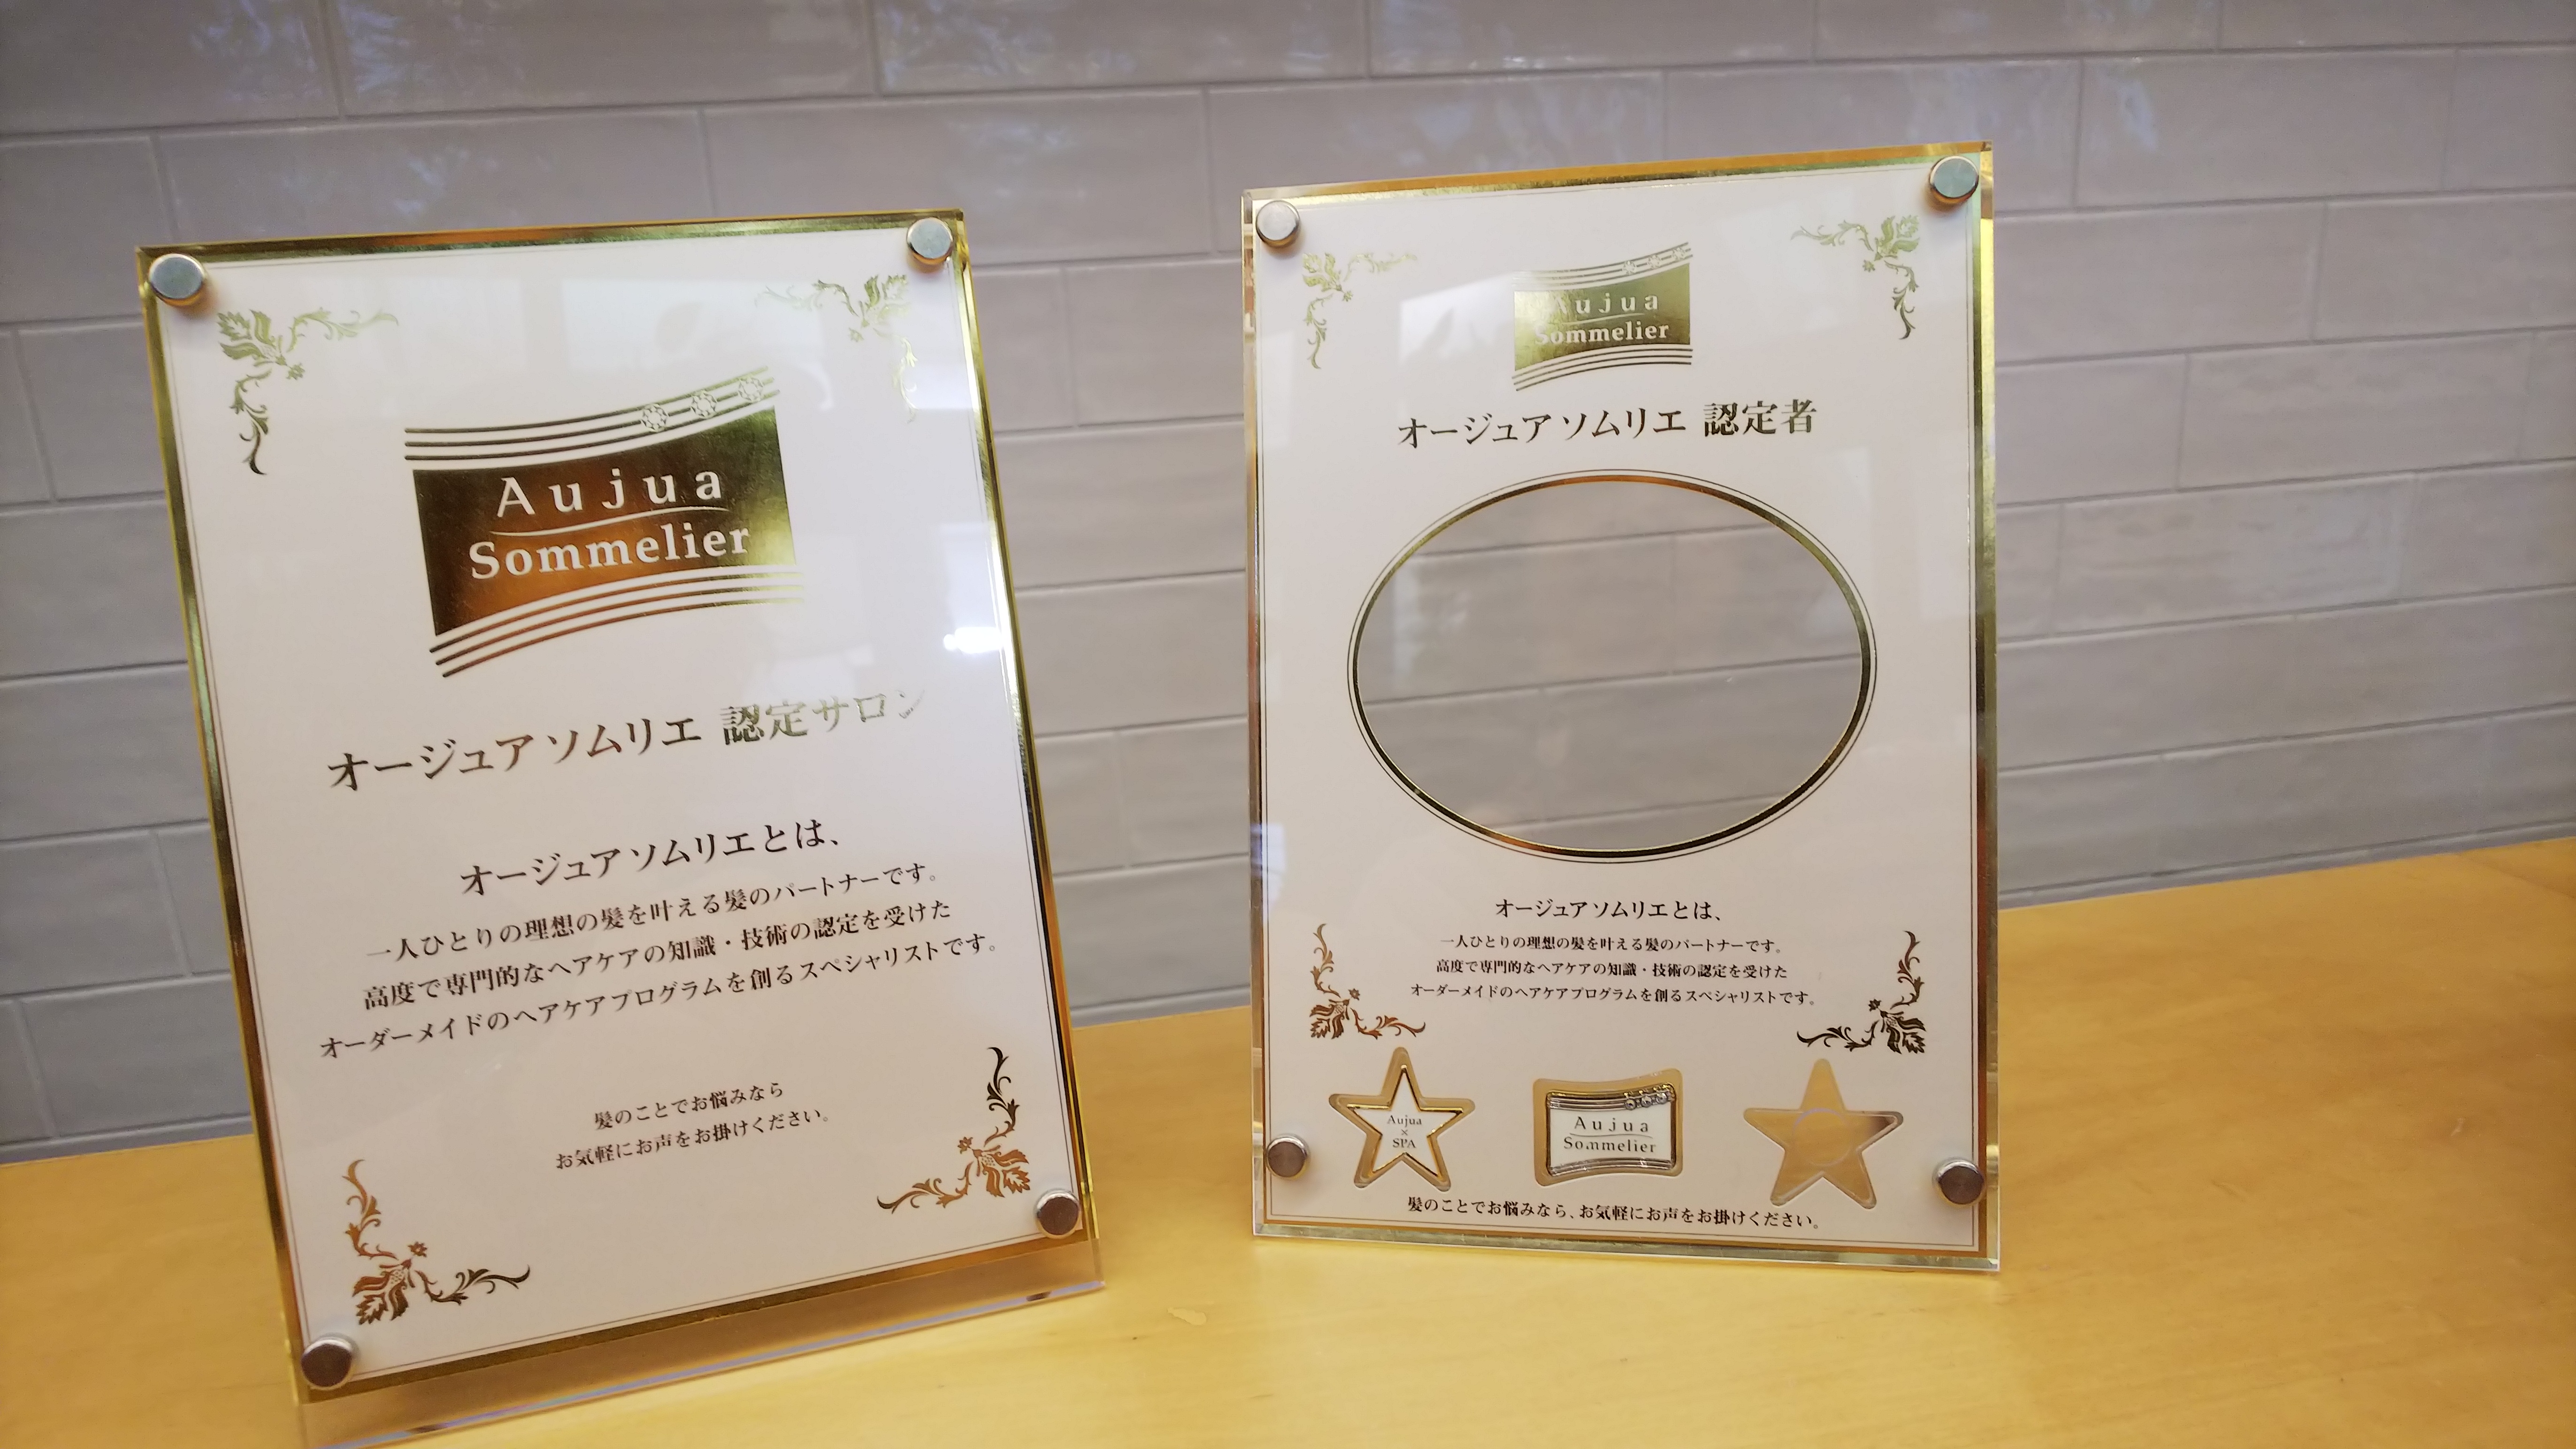 Aujua
Sommelier
オージュア ソムリエ 認定サロン
オージュア ソムリエとは、
一人ひとりの理想の髪を叶える髪のパートナーです。
高度で専門的なヘアケアの知識・技術の認定を受けた
オーダーメイドのヘアケアプログラムを創るスペシャリストです。
髪のことでお悩みなら
お気軽にお声をお掛けください。
Aujua
Sommelier
オージュア ソムリエ 認定者
オージュア ソムリエとは、
一人ひとりの理想の髪を叶える髪のパートナーです。
高度で専門的なヘアケアの知識・技術の認定を受けた
オーダーメイドのヘアケアプログラムを創るスペシャリストです。
Aujua
×
SPA
Aujua
Sommelier
髪のことでお悩みなら、お気軽にお声をお掛けください。